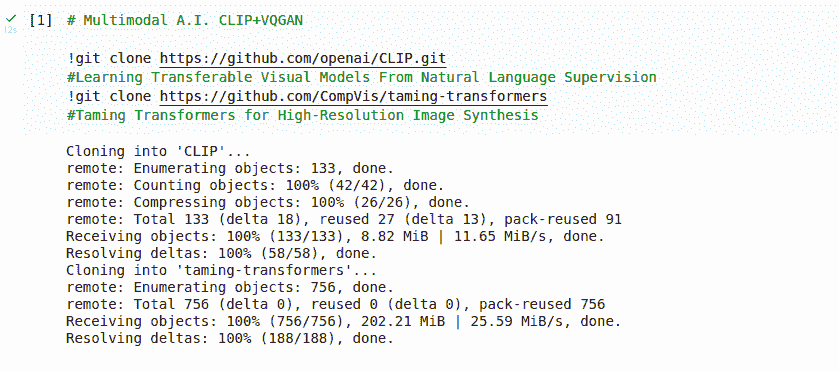 [1] # Multimodal A.I. CLIP+VQGAN
12s
!git clone https://github.com/openai/CLIP.git
#Learning Transferable Visual Models From Natural Language Supervision
!git clone https://github.com/CompVis/taming-transformers
#Taming Transformers for High-Resolution Image Synthesis
Cloning into 'CLIP'...
remote: Enumerating objects: 133, done.
remote: Counting objects: 100% (42/42), done.
remote: Compressing objects: 100% (26/26), done.
remote: Total 133 (delta 18), reused 27 (delta 13), pack-reused 91
Receiving objects: 100% (133/133), 8.82 MiB | 11.65 MiB/s, done.
Resolving deltas: 100% (58/58), done.
Cloning into 'taming-transformers'...
remote: Enumerating objects: 756, done.
remote: Total 756 (delta 0), reused 0 (delta 0), pack-reused 756
Receiving objects: 100% (756/756), 202.21 MiB | 25.59 MiB/s, done.
Resolving deltas: 100% (188/188), done.